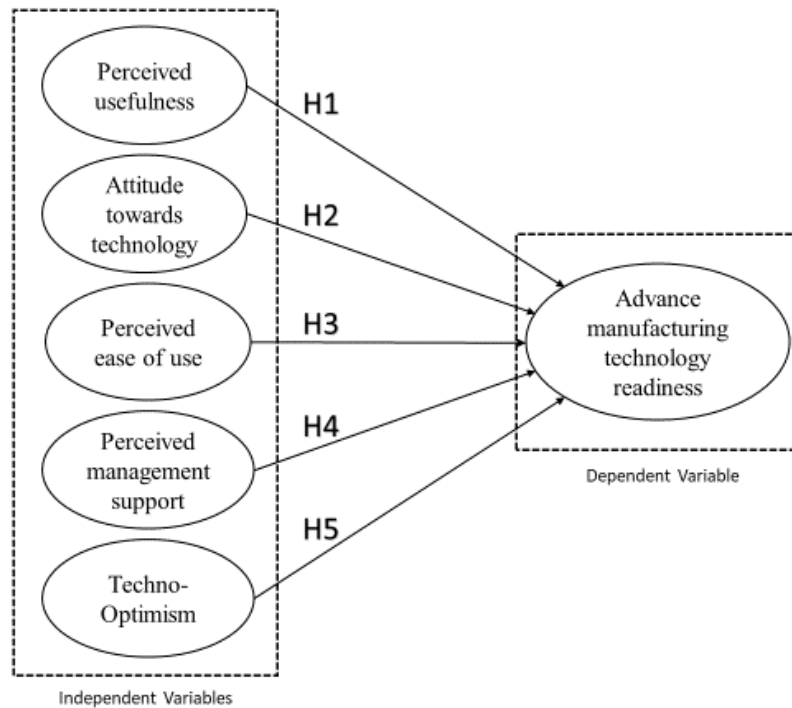 Perceived
usefulness
H1
Attitude
towards
technology
H2
Perceived
ease of use
H3
Perceived
management
support
H4
Techno-
Optimism
H5
Independent Variables
Advance
manufacturing
technology
readiness
Dependent Variable